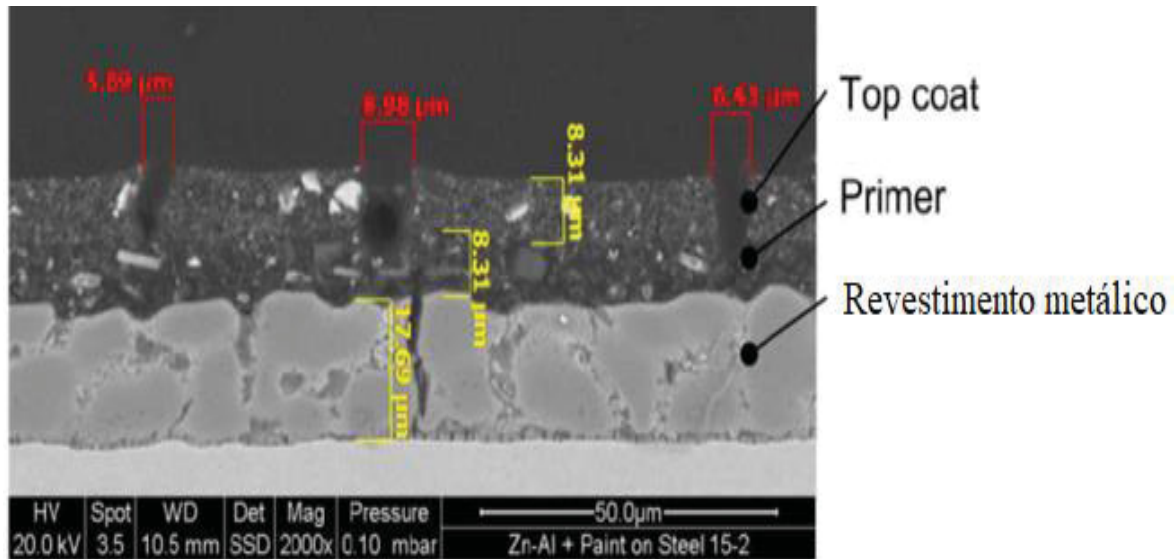 5.89 µm
8.98 µm
6.43 µm
8.31 µm
8.31 µm
17.69 µm
Top coat
Primer
Revestimento metálico
HV Spot WD Det Mag Pressure
50.0µm
20.0 kV 3.5 10.5 mm SSD 2000x 0.10 mbar
Zn-Al + Paint on Steel 15-2